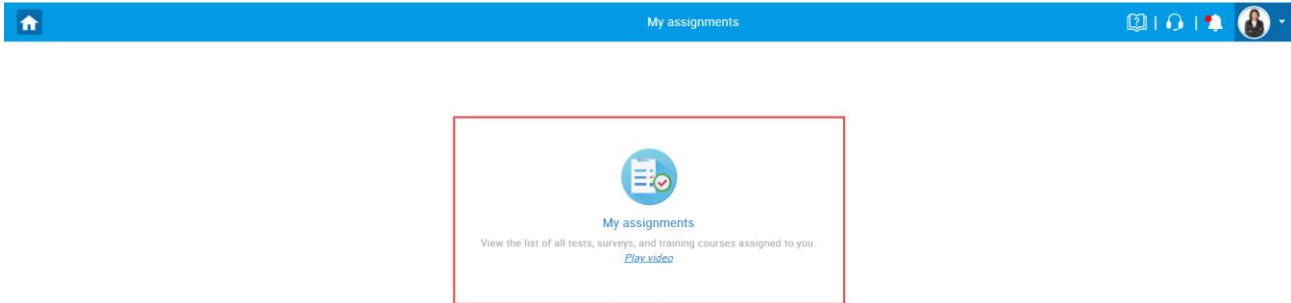 My assignments
My assignments
View the list of all tests, surveys, and training courses assigned to you.
Play video